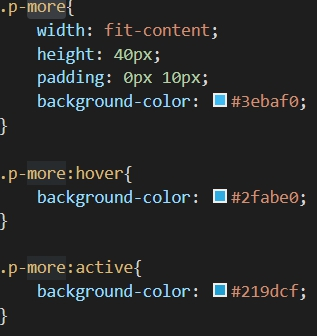 .p-more{
width: fit-content;
height: 40px;
padding: 0px 10px;
background-color: #3ebaf0;
}
.p-more:hover{
background-color: #2fabe0;
}
.p-more:active{
background-color: #219dcf;
}